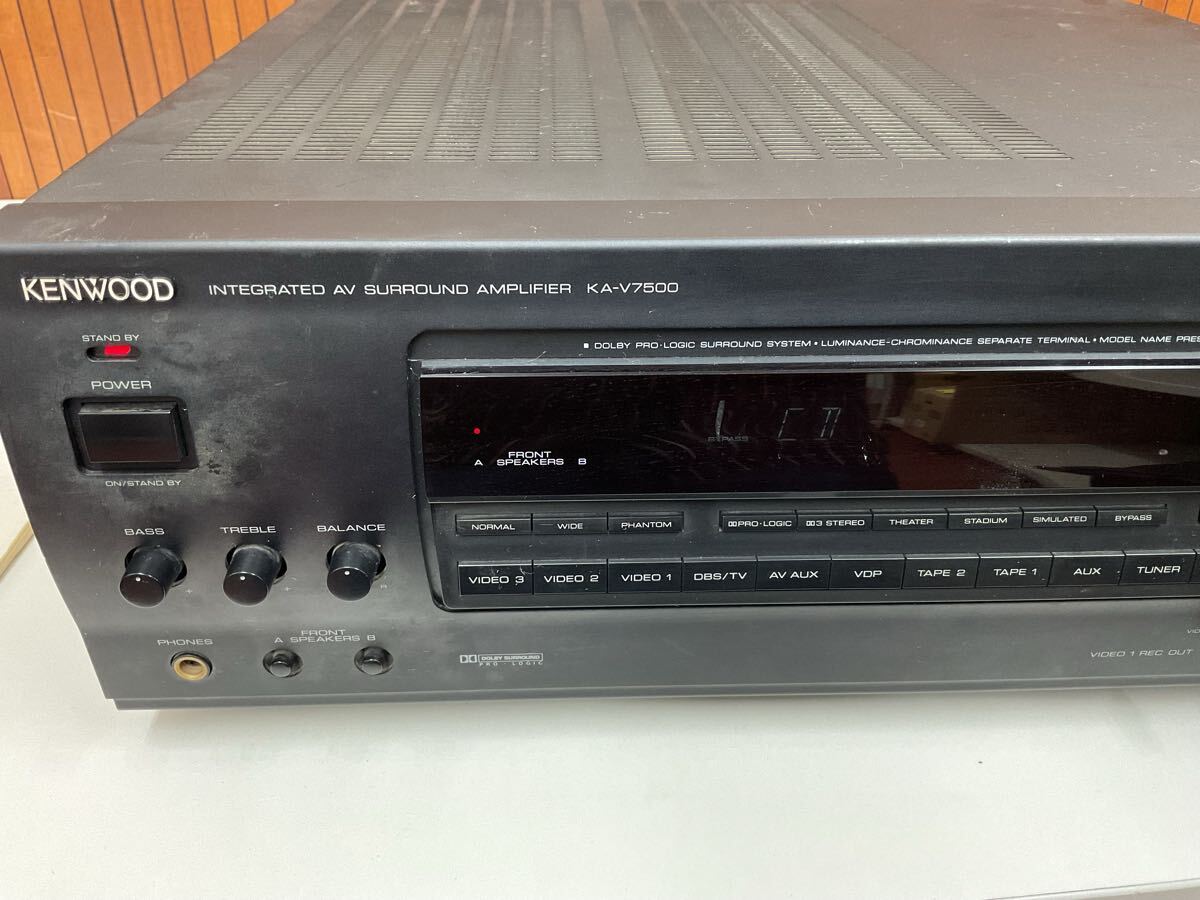 KENWOOD INTEGRATED AV SURROUND AMPLIFIER KA-V7500
STAND BY
■ DOLBY PRO·LOGIC SURROUND SYSTEM • LUMINANCE-CHROMINANCE SEPARATE TERMINAL • MODEL NAME PRES
POWER
ON/STAND BY
BYPASS
CD
FRONT
A SPEAKERS B
NORMAL WIDE PHANTOM PRO·LOGIC 3 STEREO THEATER STADIUM SIMULATED BYPASS
BASS TREBLE BALANCE
VIDEO 3 VIDEO 2 VIDEO 1 DBS/TV AV AUX VDP TAPE 2 TAPE 1 AUX TUNER
- + - + R
PHONES
FRONT
A SPEAKERS B
DOLBY SURROUND
PRO · LOGIC
VIDEO 1 REC OUT